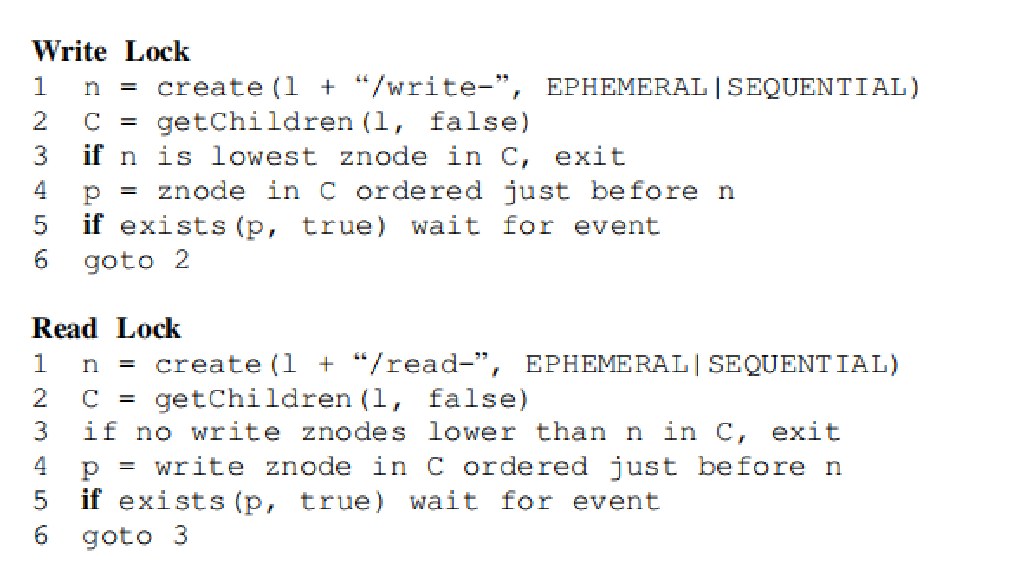 Write Lock
1 n = create(l + “/write-”, EPHEMERAL|SEQUENTIAL)
2 C = getChildren(l, false)
3 if n is lowest znode in C, exit
4 p = znode in C ordered just before n
5 if exists(p, true) wait for event
6 goto 2
Read Lock
1 n = create(l + “/read-”, EPHEMERAL|SEQUENTIAL)
2 C = getChildren(l, false)
3 if no write znodes lower than n in C, exit
4 p = write znode in C ordered just before n
5 if exists(p, true) wait for event
6 goto 3